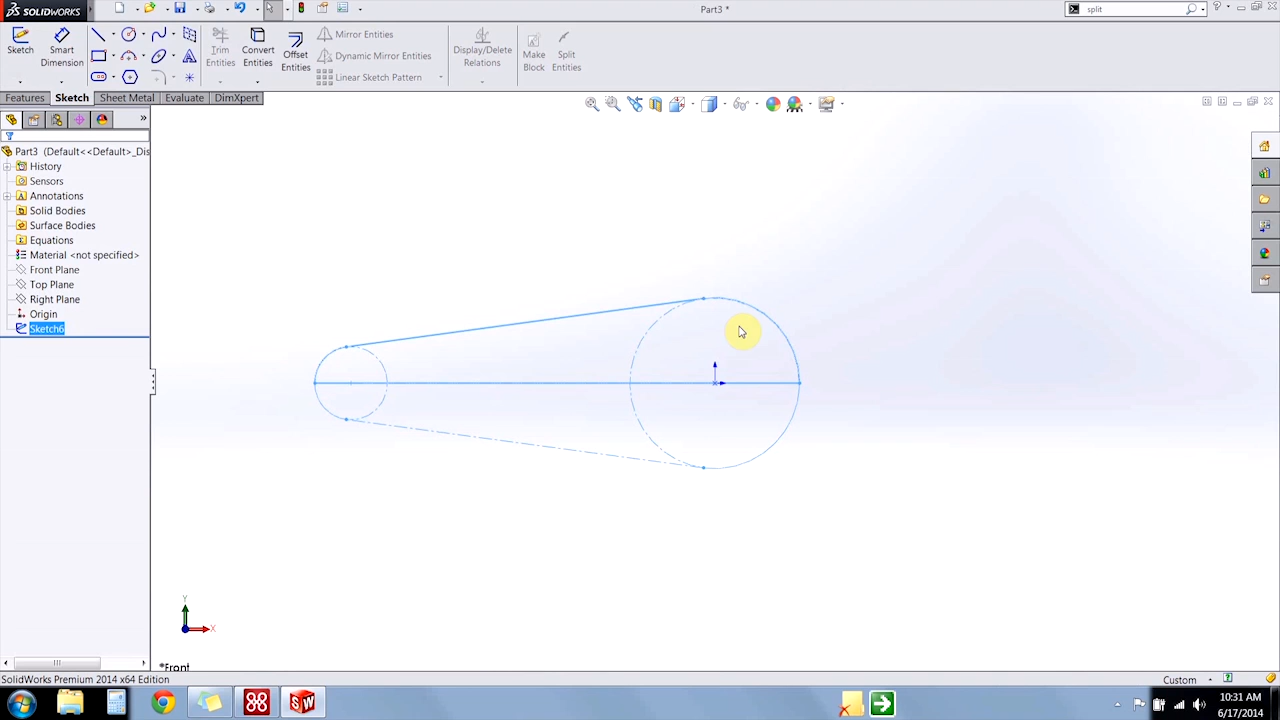 SOLIDWORKS
Part3 *
split
Sketch
Smart Dimension
Trim Entities
Convert Entities
Offset Entities
Mirror Entities
Dynamic Mirror Entities
Linear Sketch Pattern
Display/Delete Relations
Make Block
Split Entities
Features
Sketch
Sheet Metal
Evaluate
DimXpert
Part3 (Default<<Default>_Dis
History
Sensors
Annotations
Solid Bodies
Surface Bodies
Equations
Material <not specified>
Front Plane
Top Plane
Right Plane
Origin
Sketch6
Y
X
*Front
SolidWorks Premium 2014 x64 Edition
Custom
10:31 AM
6/17/2014